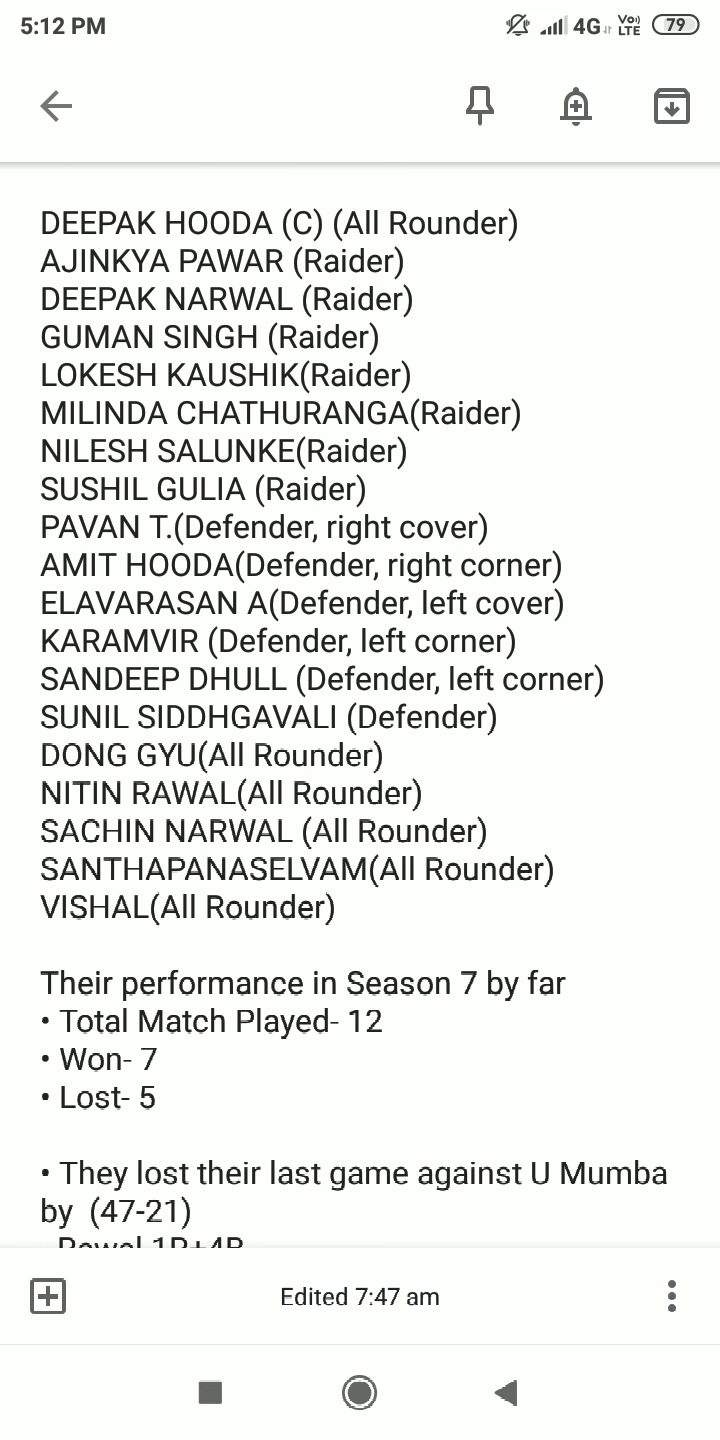 5:12 PM
4G Vo) LTE 79
DEEPAK HOODA (C) (All Rounder)
AJINKYA PAWAR (Raider)
DEEPAK NARWAL (Raider)
GUMAN SINGH (Raider)
LOKESH KAUSHIK(Raider)
MILINDA CHATHURANGA(Raider)
NILESH SALUNKE(Raider)
SUSHIL GULIA (Raider)
PAVAN T.(Defender, right cover)
AMIT HOODA(Defender, right corner)
ELAVARASAN A(Defender, left cover)
KARAMVIR (Defender, left corner)
SANDEEP DHULL (Defender, left corner)
SUNIL SIDDHGAVALI (Defender)
DONG GYU(All Rounder)
NITIN RAWAL(All Rounder)
SACHIN NARWAL (All Rounder)
SANTHAPANASELVAM(All Rounder)
VISHAL(All Rounder)
Their performance in Season 7 by far
• Total Match Played- 12
• Won- 7
• Lost- 5
• They lost their last game against U Mumba
by (47-21)
Edited 7:47 am